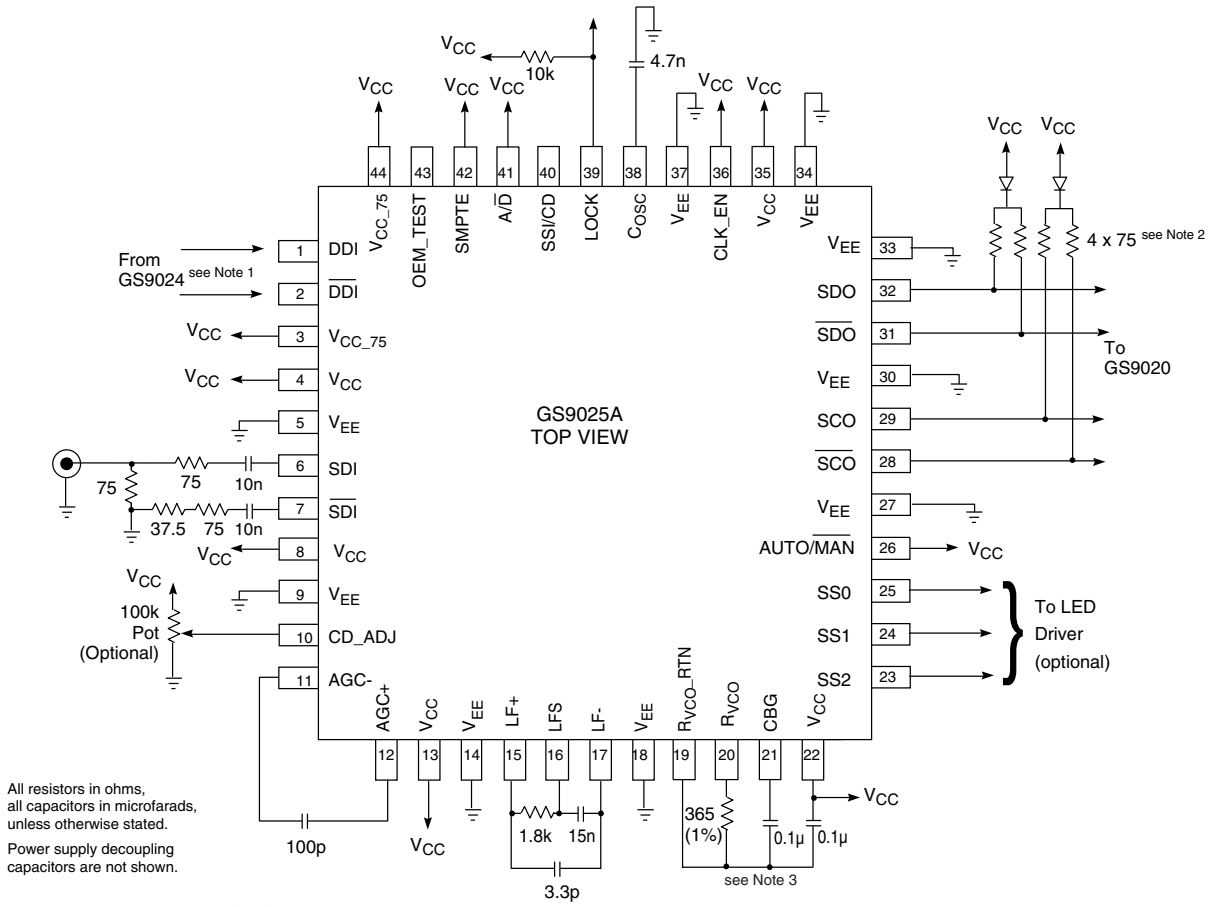 VCC
10k
4.7n
VCC
VCC
VCC
VCC
VCC
VCC
VCC
44
43
42
41
40
39
38
37
36
35
34
VCC_75
OEM_TEST
SMPTE
A̅/D̅
SSI/CD
LOCK
COSC
VEE
CLK_EN
VCC
VEE
From
GS9024 see Note 1
1 DDI
2 D̅D̅I̅
VCC 3 VCC_75
VCC 4 VCC
5 VEE
6 SDI
75
75
10n
7 S̅D̅I̅
37.5
75
10n
VCC 8 VCC
9 VEE
VCC
100k
Pot
(Optional)
10 CD_ADJ
11 AGC-
GS9025A
TOP VIEW
VEE 33
4 x 75 see Note 2
SDO 32
S̅D̅O̅ 31
To
GS9020
VEE 30
SCO 29
S̅C̅O̅ 28
VEE 27
AUTO/M̅A̅N̅ 26 VCC
SS0 25
SS1 24
SS2 23
To LED
Driver
(optional)
}
AGC+
VCC
VEE
LF+
LFS
LF-
VEE
RVCO_RTN
RVCO
CBG
VCC
12
13
14
15
16
17
18
19
20
21
22
VCC
1.8k
15n
3.3p
100p
VCC
365
(1%)
0.1µ
0.1µ
see Note 3
All resistors in ohms,
all capacitors in microfarads,
unless otherwise stated.
Power supply decoupling
capacitors are not shown.